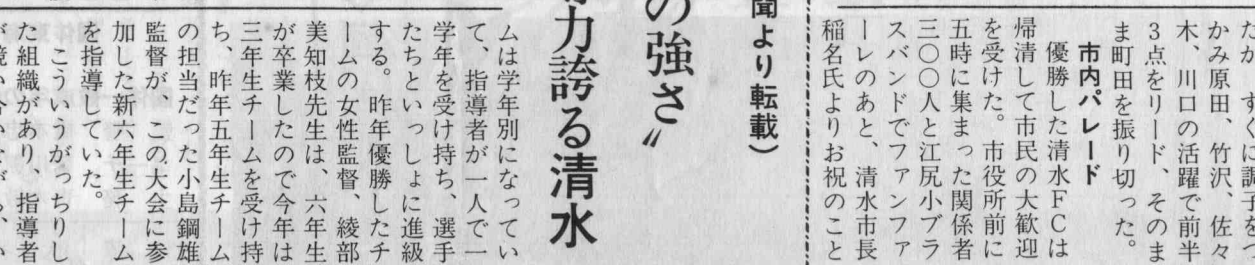 たが、すぐに調子をつ
かみ原田、竹沢、佐々
木、川口の活躍で前半
3点をリード、そのま
ま町田を振り切った。
市内パレード
優勝した清水FCは
帰清して市民の大歓迎
を受けた。市役所前に
五時に集まった関係者
三〇〇人と江尻小ブラ
スバンドでファンファ
ーレのあと、清水市長
稲名氏よりお祝のこと
聞より転載)
の強さ〟
力誇る清水
ムは学年別になってい
て、指導者が一人で一
学年を受け持ち、選手
たちといっしょに進級
する。昨年優勝したチ
ームの女性監督、綾部
美知枝先生は、六年生
が卒業したので今年は
三年生チームを受け持
ち、昨年五年生チーム
の担当だった小島鋼雄
監督が、この大会に参
加した新六年生チーム
を指導していた。
こういうがっちりし
た組織があり、指導者